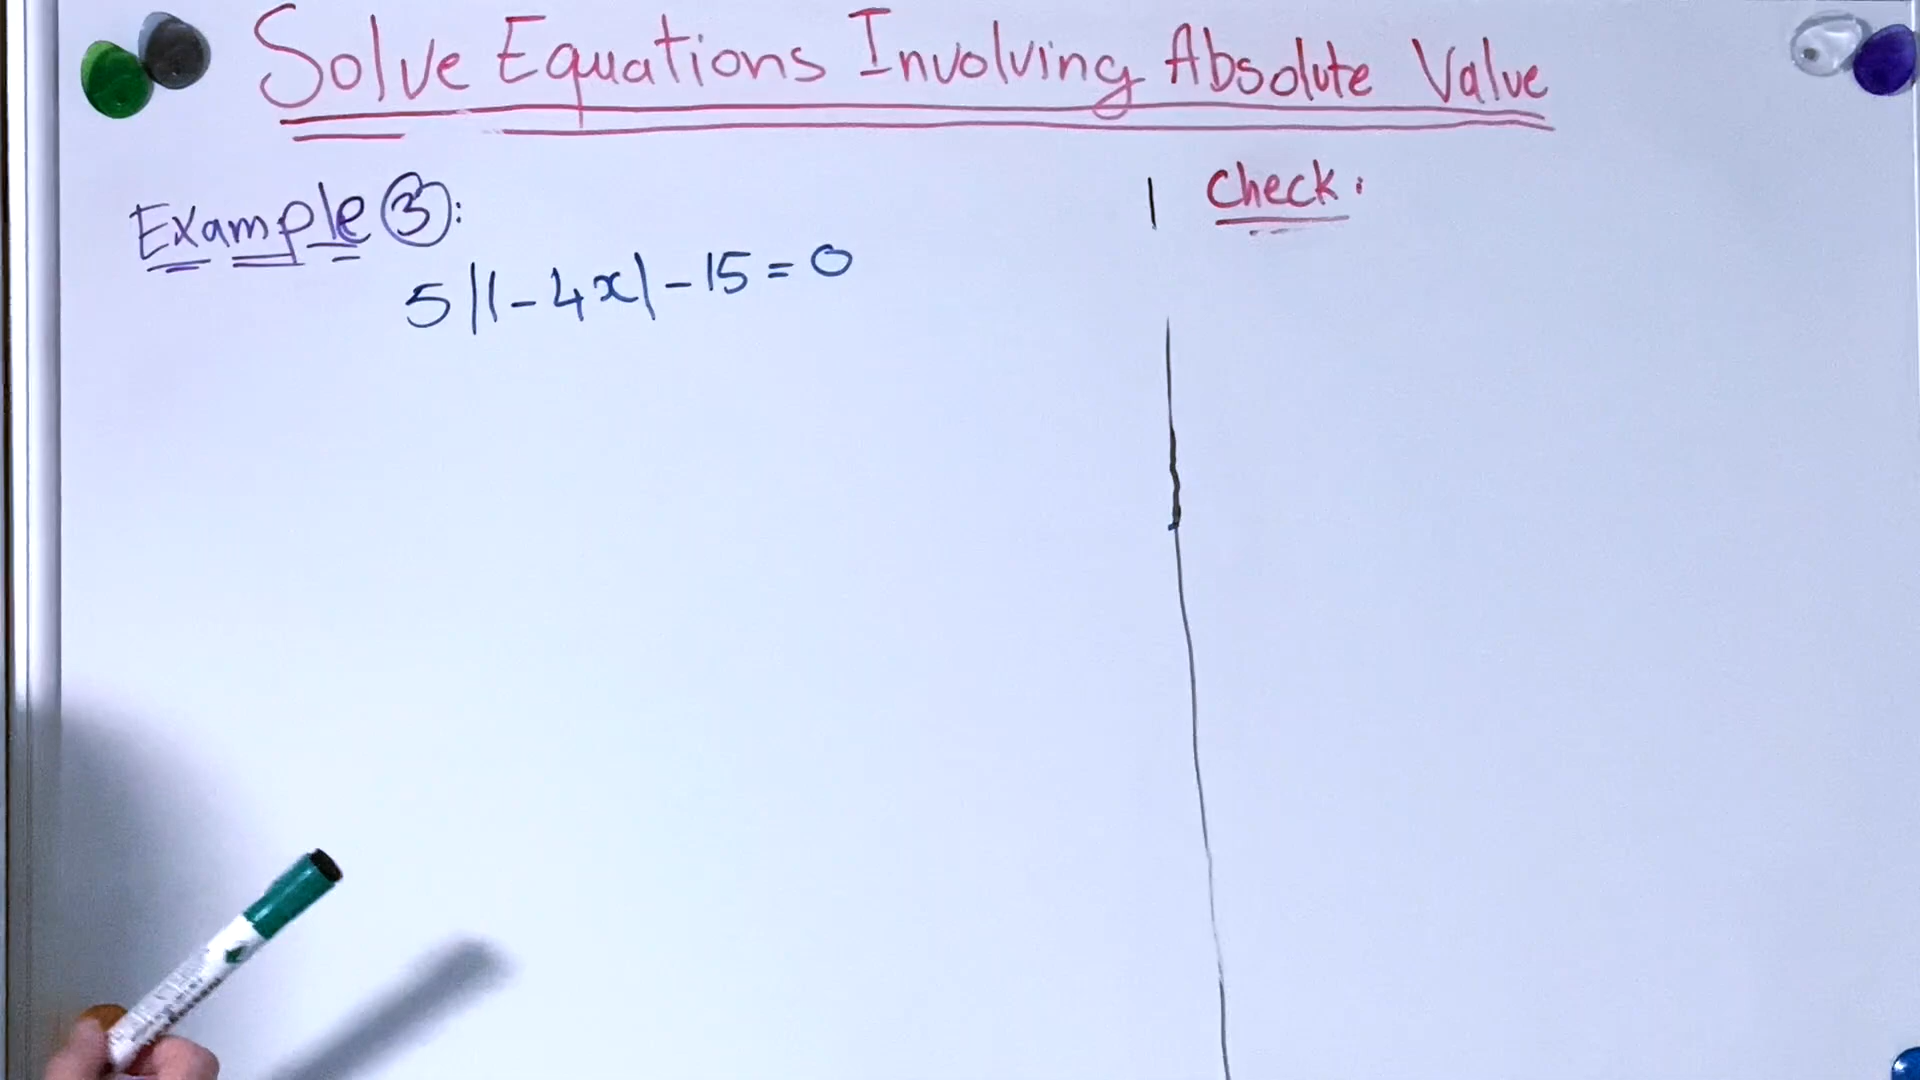 Solve Equations Involving Absolute Value
Example ③:
5|1-4x|-15=0
Check: